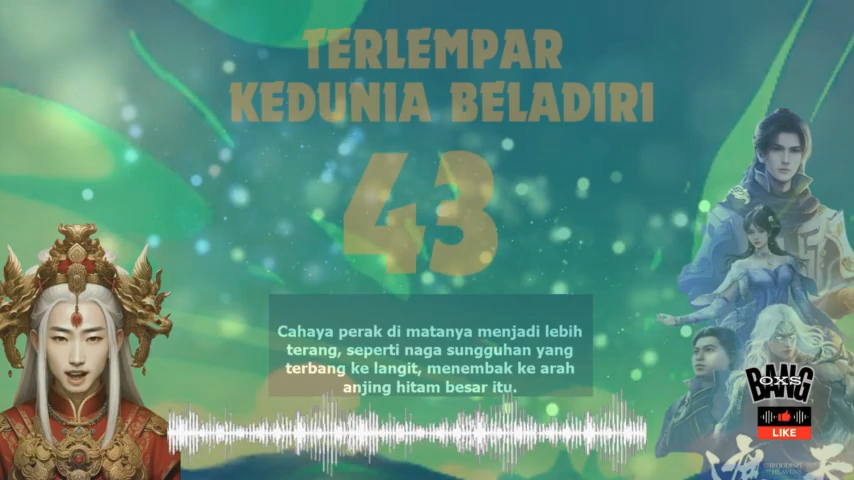 TERLEMPAR
KEDUNIA BELADIRI
43
Cahaya perak di matanya menjadi lebih
terang, seperti naga sungguhan yang
terbang ke langit, menembak ke arah
anjing hitam besar itu.
BANG
OXS
LIKE